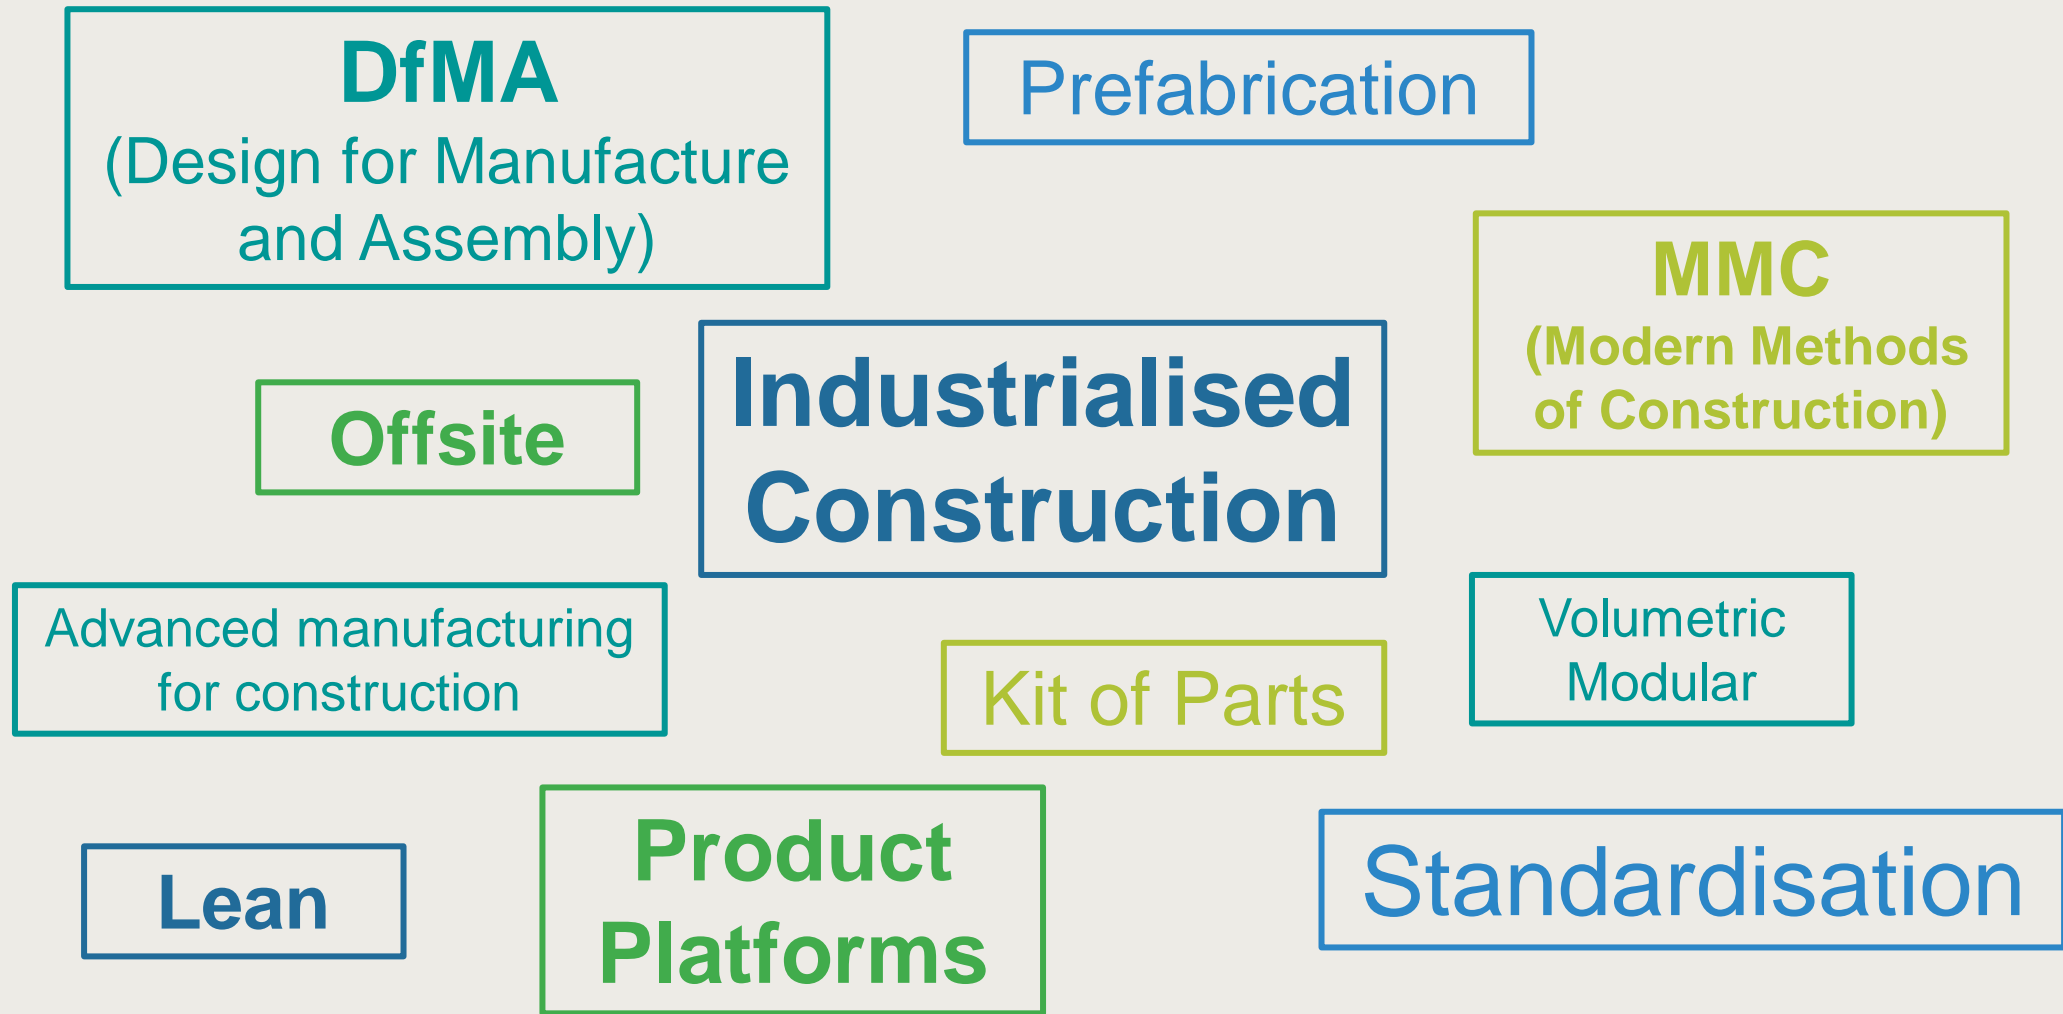 DfMA
(Design for Manufacture
and Assembly)
Prefabrication
MMC
(Modern Methods
of Construction)
Industrialised
Construction
Offsite
Advanced manufacturing
for construction
Kit of Parts
Volumetric
Modular
Lean
Product
Platforms
Standardisation